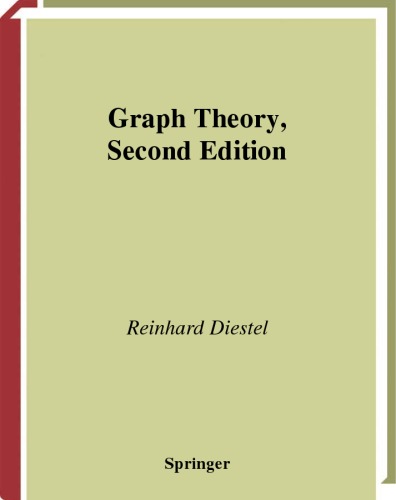 Graph Theory,
Second Edition
Reinhard Diestel
Springer